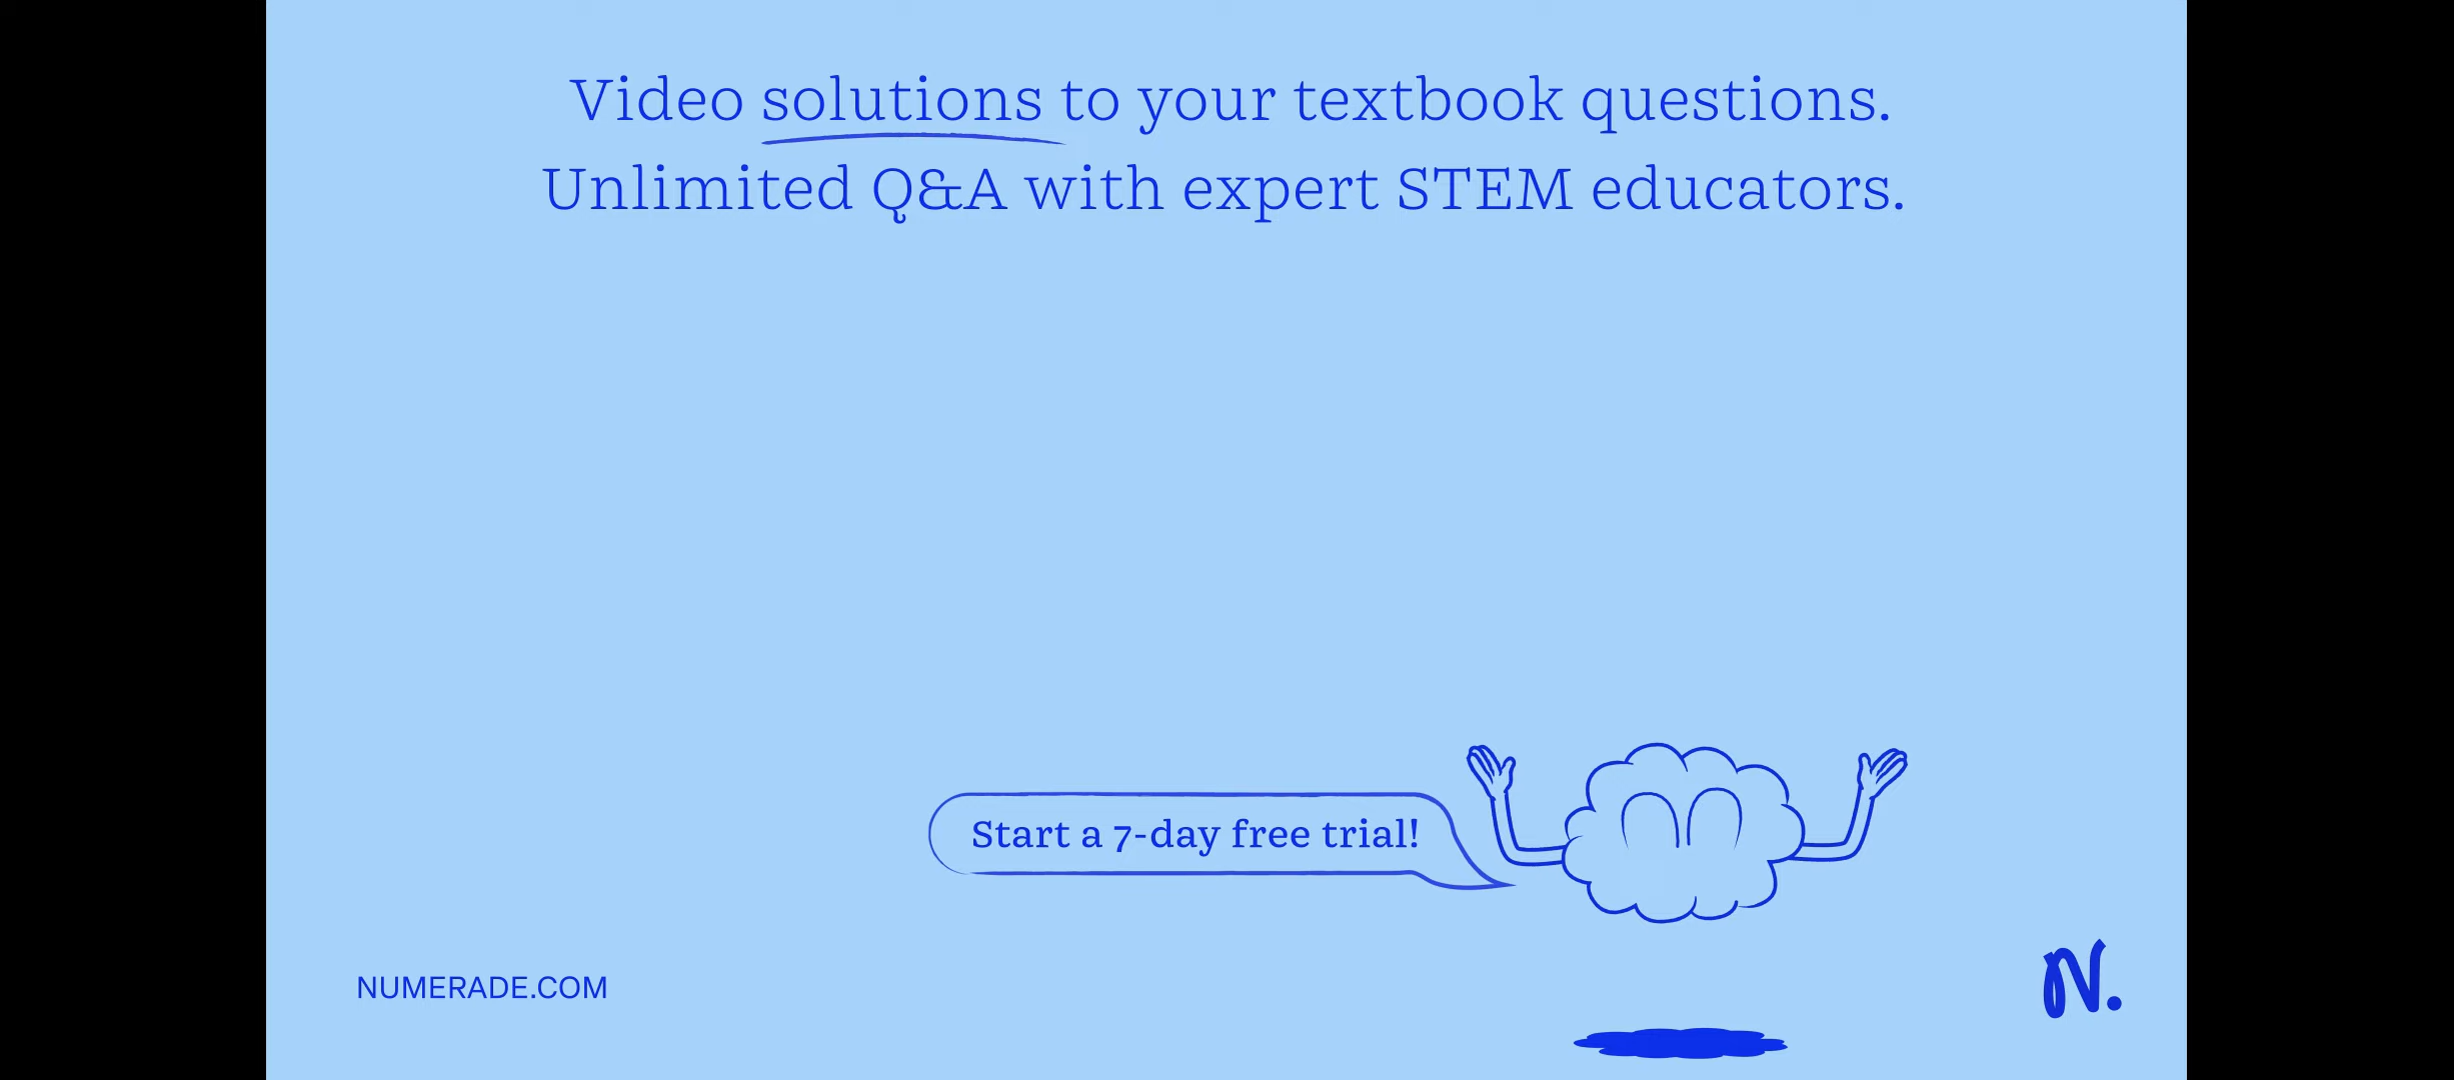 Video solutions to your textbook questions.
Unlimited Q&A with expert STEM educators.
Start a 7-day free trial!
NUMERADE.COM
N.